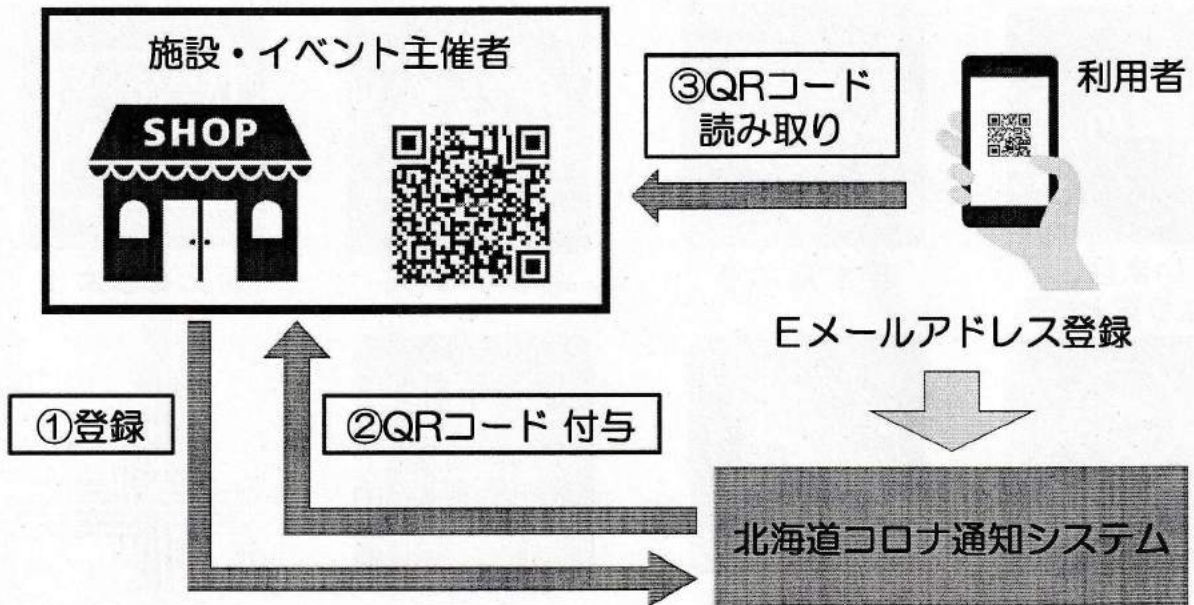 施設・イベント主催者
SHOP
③QRコード
読み取り
利用者
Eメールアドレス登録
①登録
②QRコード 付与
北海道コロナ通知システム